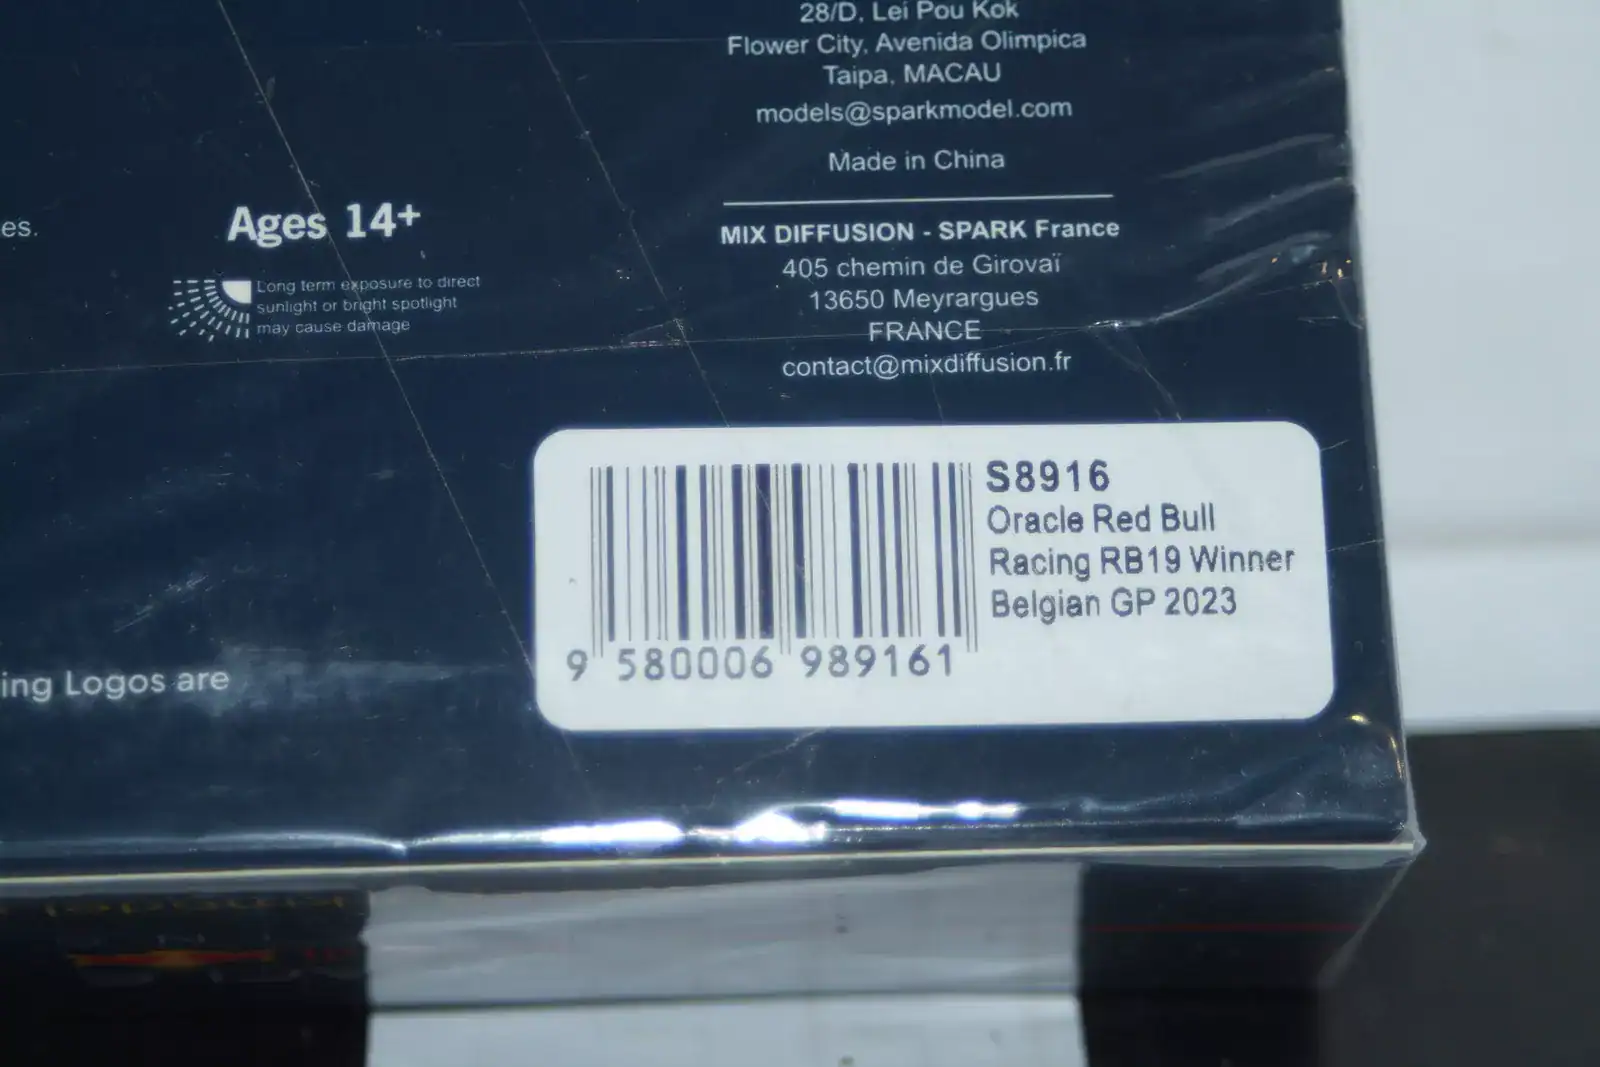 28/D, Lei Pou Kok
Flower City, Avenida Olimpica
Taipa, MACAU
models@sparkmodel.com
Made in China
es.
Ages 14+
Long term exposure to direct
sunlight or bright spotlight
may cause damage
MIX DIFFUSION - SPARK France
405 chemin de Girovaï
13650 Meyrargues
FRANCE
contact@mixdiffusion.fr
S8916
Oracle Red Bull
Racing RB19 Winner
Belgian GP 2023
9 580006 989161
ing Logos are